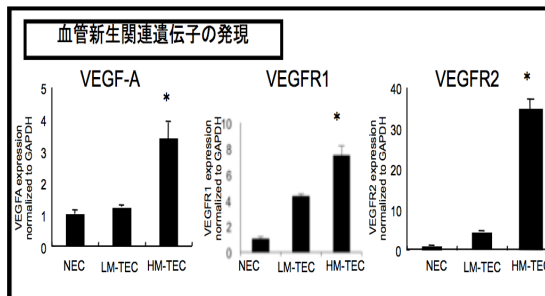 血管新生関連遺伝子の発現
VEGF-A
VEGFA expression
normalized to GAPDH
5
4
3
2
1
0
*
NEC
LM-TEC
HM-TEC
VEGFR1
VEGFR1 expression
normalized to GAPDH
10
8
6
4
2
0
*
NEC
LM-TEC
HM-TEC
VEGFR2
VEGFR2 expression
normalized to GAPDH
40
30
20
10
0
*
NEC
LM-TEC
HM-TEC